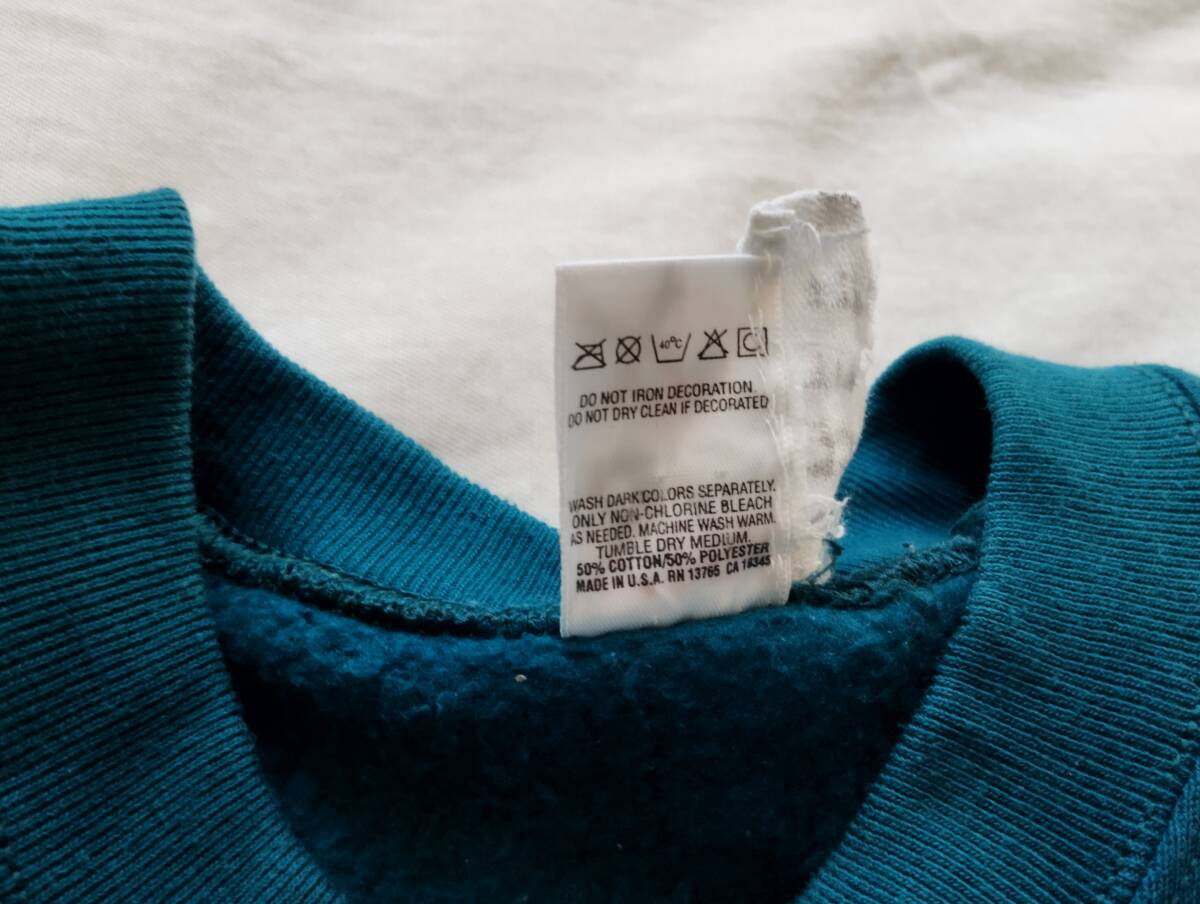 40°C
DO NOT IRON DECORATION.
DO NOT DRY CLEAN IF DECORATED
WASH DARK COLORS SEPARATELY.
ONLY NON-CHLORINE BLEACH
AS NEEDED. MACHINE WASH WARM.
TUMBLE DRY MEDIUM.
50% COTTON/50% POLYESTER
MADE IN U.S.A. RN 13765 CA